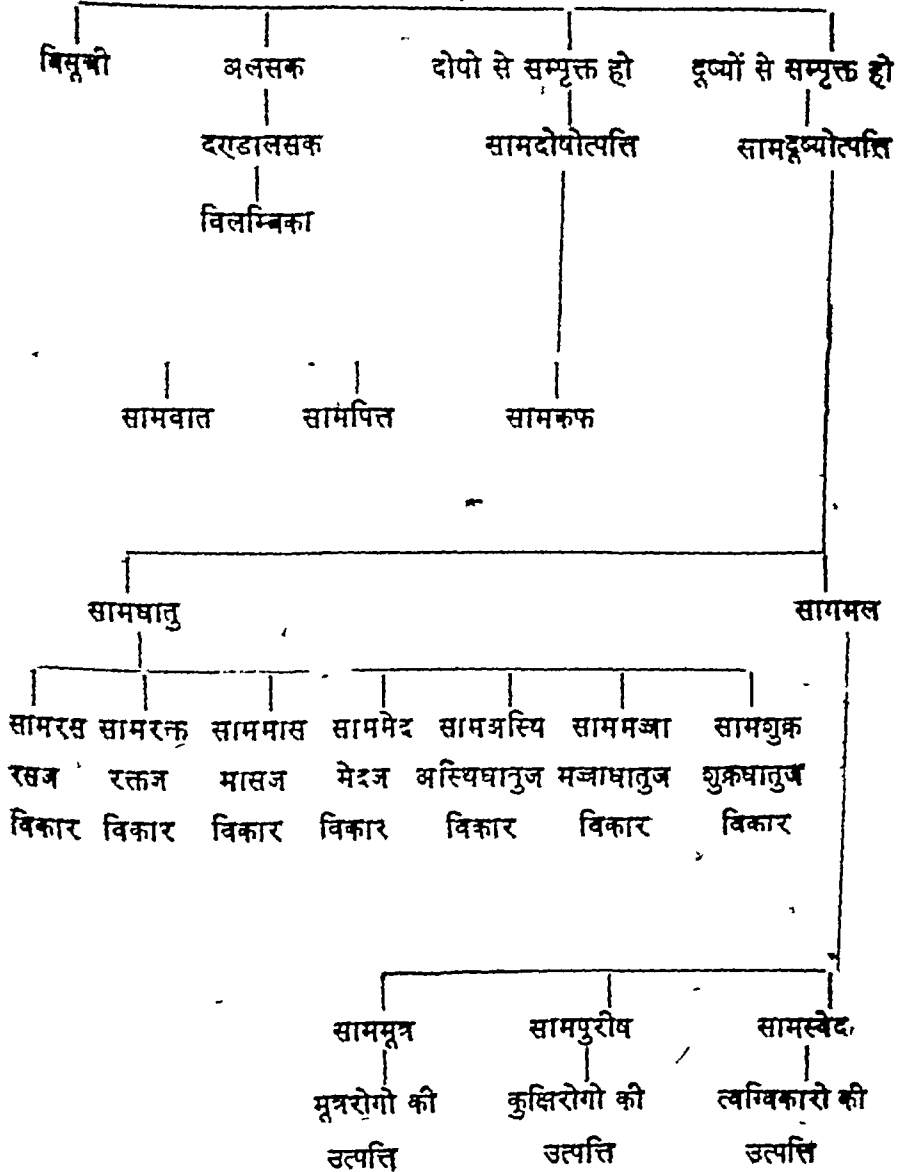 विसूची अलसक दोपो से सम्पृक्त हो दूष्यों से सम्पृक्त हो
दण्डालसक सामदोषोत्पत्ति सामदूष्योत्पत्ति
विलम्बिका
सामवात सामपित्त सामकफ
सामधातु सागमल
सामरस सामरक्त साममास साममेद सामअस्थि साममज्जा सामशुक्र
रसज रक्तज मासज मेदज अस्थिधातुज मज्जाधातुज शुक्रधातुज
विकार विकार विकार विकार विकार विकार विकार
साममूत्र सामपुरीष सामस्वेद
मूत्ररोगो की कुक्षिरोगो की त्वग्विकारो की
उत्पत्ति उत्पत्ति उत्पत्ति